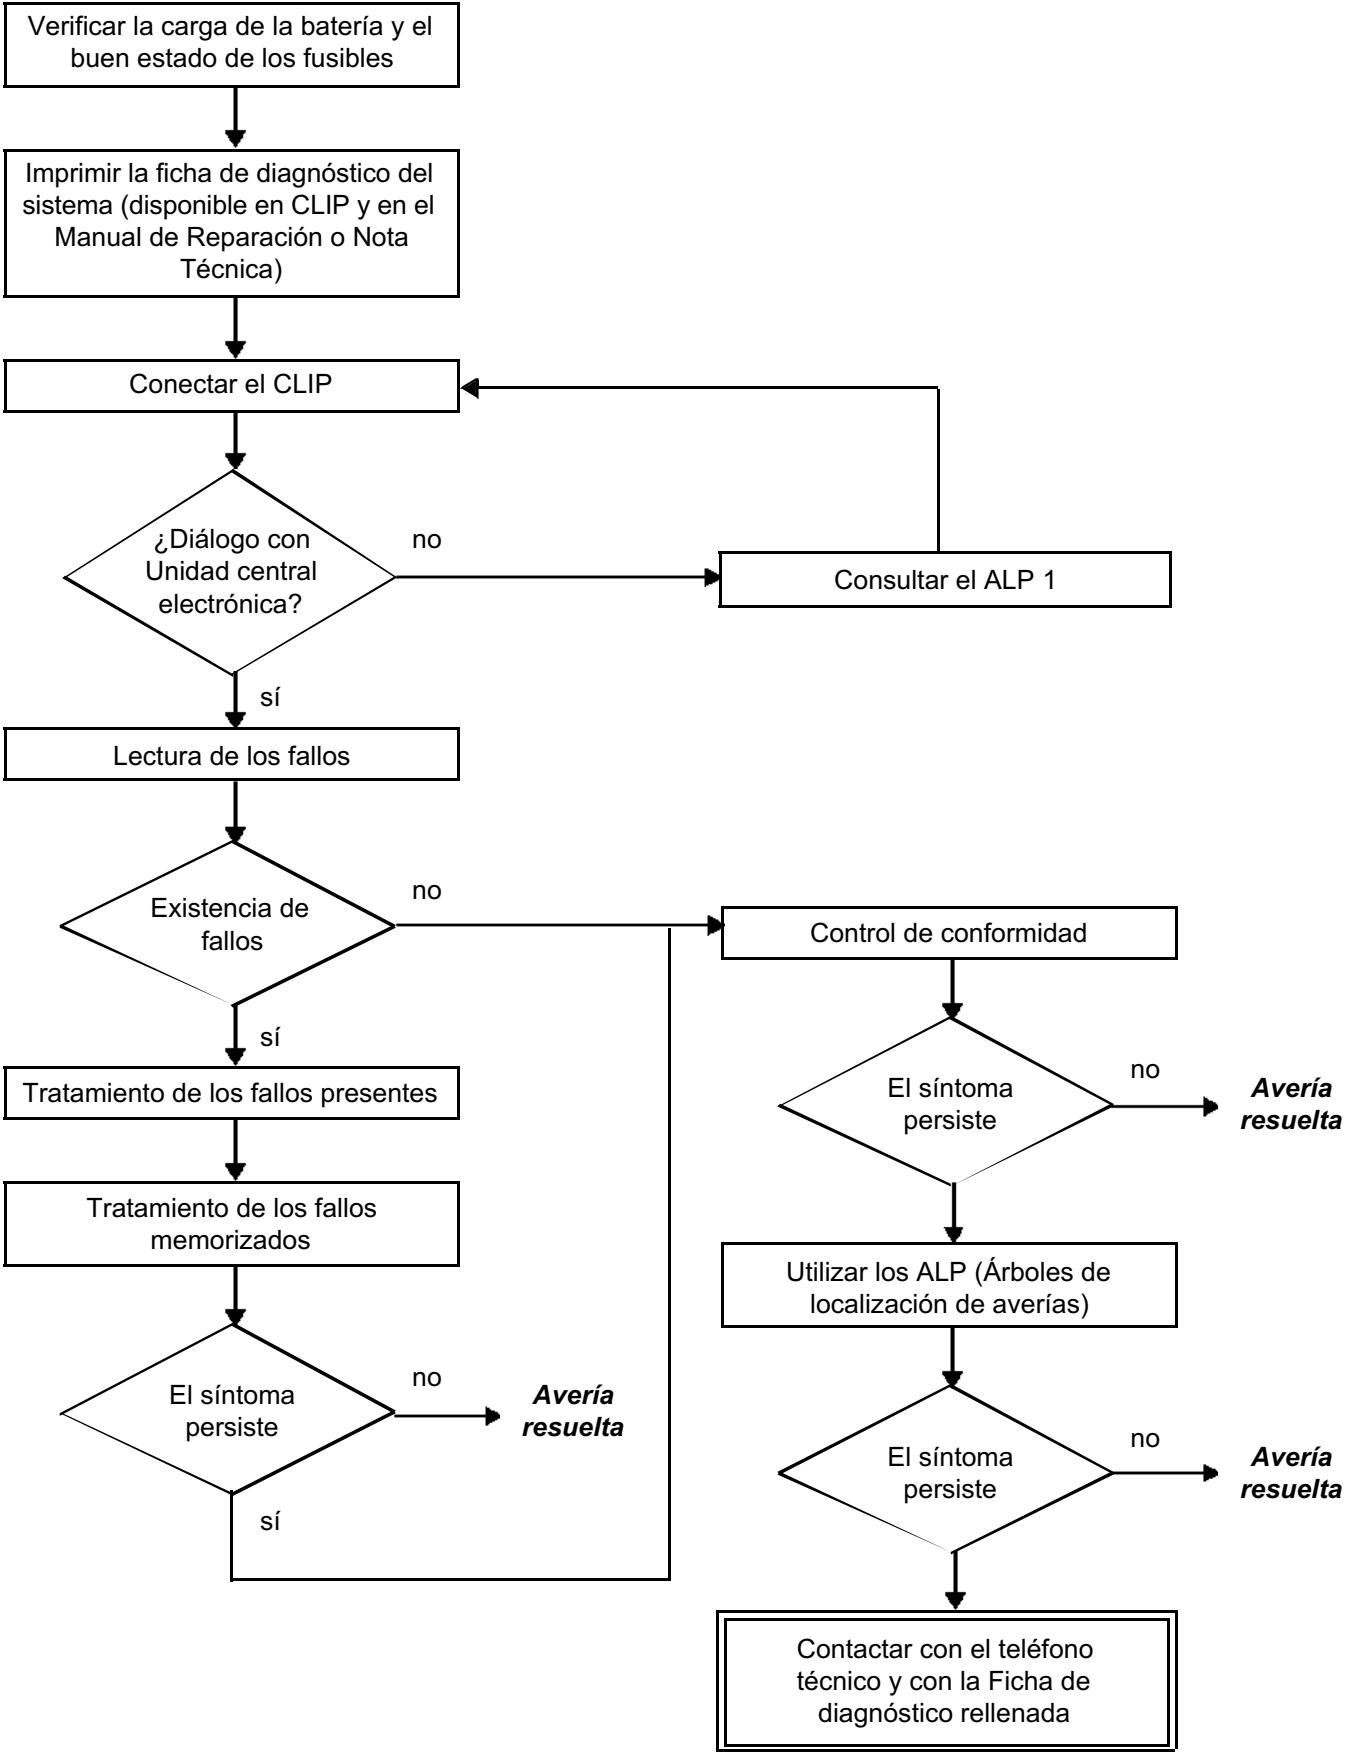 Verificar la carga de la batería y el
buen estado de los fusibles
Imprimir la ficha de diagnóstico del
sistema (disponible en CLIP y en el
Manual de Reparación o Nota
Técnica)
Conectar el CLIP
¿Diálogo con
Unidad central
electrónica?
no
Consultar el ALP 1
sí
Lectura de los fallos
Existencia de
fallos
no
Control de conformidad
sí
Tratamiento de los fallos presentes
Tratamiento de los fallos
memorizados
El síntoma
persiste
no
Avería
resuelta
sí
El síntoma
persiste
no
Avería
resuelta
Utilizar los ALP (Árboles de
localización de averías)
El síntoma
persiste
no
Avería
resuelta
Contactar con el teléfono
técnico y con la Ficha de
diagnóstico rellenada